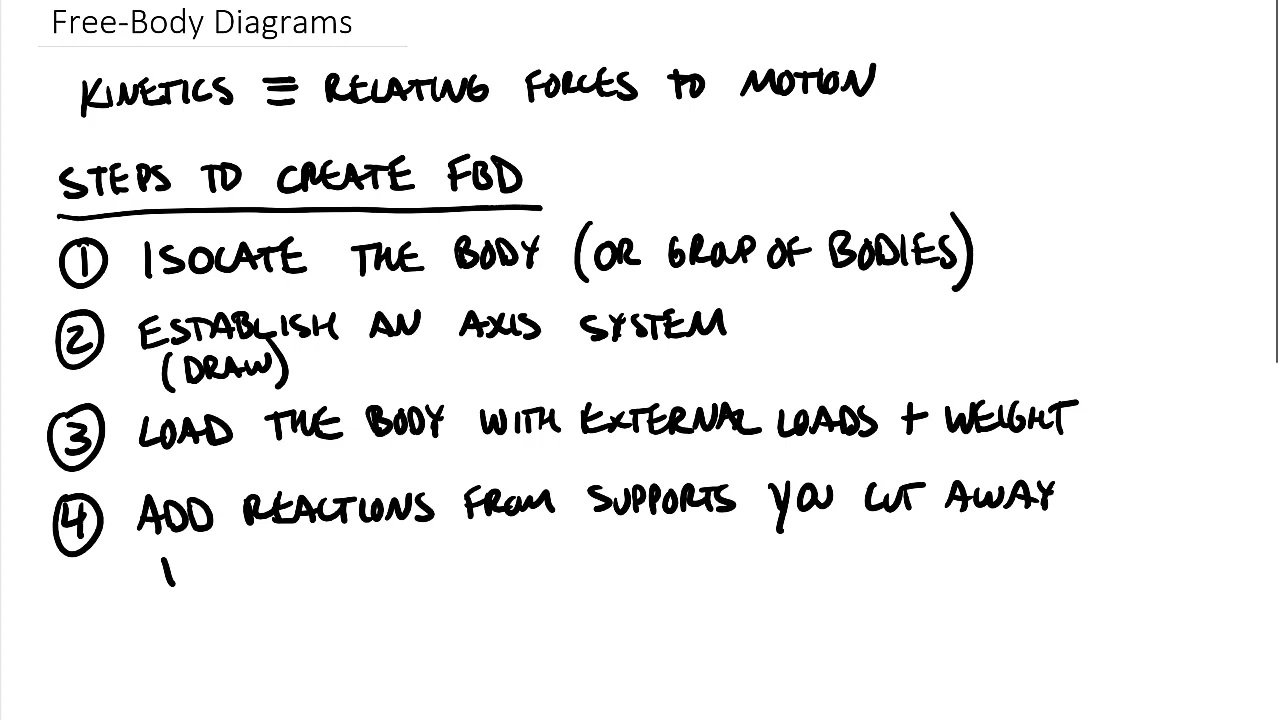 Free-Body Diagrams
KINETICS ≡ RELATING FORCES TO MOTION
STEPS TO CREATE FBD
① ISOLATE THE BODY (OR GROUP OF BODIES)
② ESTABLISH AN AXIS SYSTEM
(DRAW)
③ LOAD THE BODY WITH EXTERNAL LOADS + WEIGHT
④ ADD REACTIONS FROM SUPPORTS YOU CUT AWAY